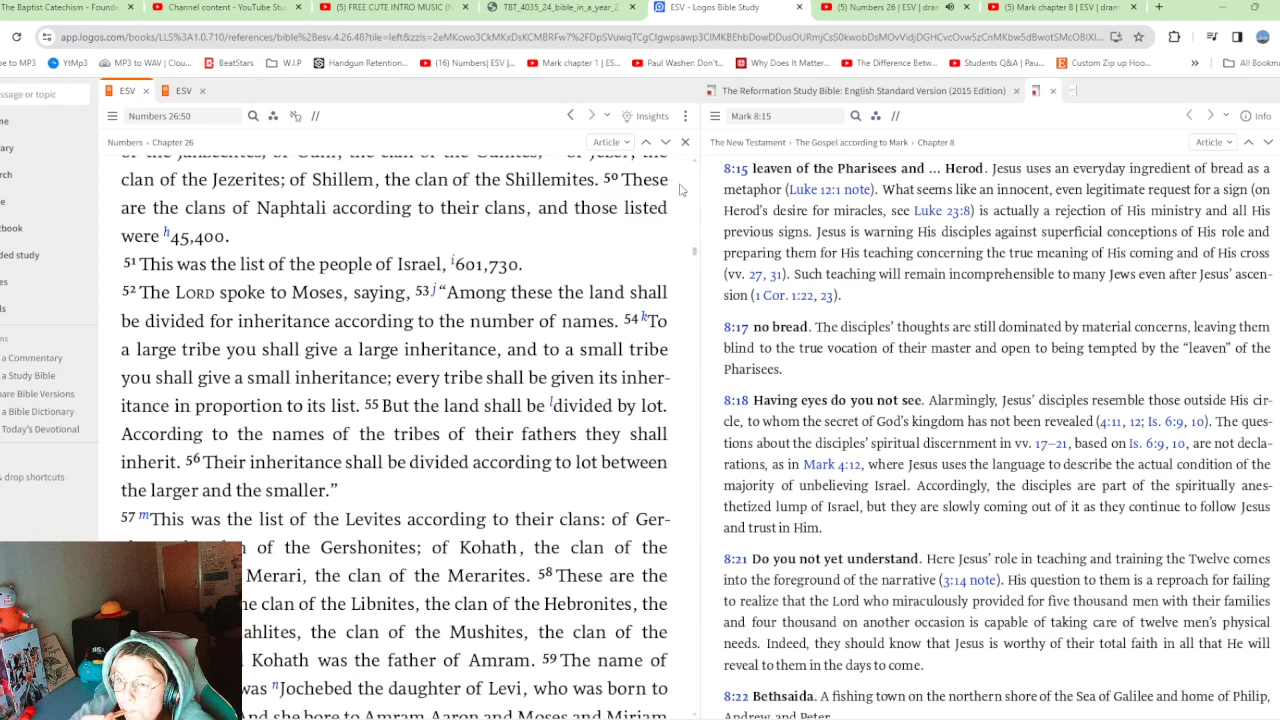 The Baptist Catechism - Founde
Channel content - YouTube Stu
(5) FREE CUTE INTRO MUSIC (N
TBT_4035_24_bible_in_a_year_2
ESV - Logos Bible Study
(5) Numbers 26 | ESV | dram
(5) Mark chapter 8 | ESV | dram
app.logos.com/books/LLS%3A1.0.710/references/bible%2Besv.4.26.48?tile=left&zzls=2eMKcwo3CkMKxDsKCMBRFw7%2FDpSVuwqTCgCIgwpsawp3CIMKBEhbDowDDusOURmjCsS0kwobDsMOvVidjDGHCvcOvw5zCnMKbw5dBwotSMcOBIXI...
be to MP3
YtMp3
MP3 to WAV | Clou...
BeatStars
W.I.P
Handgun Retention...
(16) Numbers| ESV |...
Mark chapter 1 | ES...
Paul Washer: Don't...
Why Does It Matter...
The Difference Betw...
Students Q&A | Pau...
Custom Zip up Hoo...
All Bookma
ssage or topic
ESV
ESV
The Reformation Study Bible: English Standard Version (2015 Edition)
Numbers 26:50
Insights
Mark 8:15
Info
Numbers › Chapter 26
Article
The New Testament › The Gospel according to Mark › Chapter 8
Article
me
rary
rch
e
tbook
ded study
es
ls
ns
a Commentary
a Study Bible
pare Bible Versions
a Bible Dictionary
Today's Devotional
& drop shortcuts
clan of the Jezerites; of Shillem, the clan of the Shillemites. 50 These
are the clans of Naphtali according to their clans, and those listed
were h45,400.
51 This was the list of the people of Israel, i601,730.
52 The LORD spoke to Moses, saying, 53 j“Among these the land shall
be divided for inheritance according to the number of names. 54 kTo
a large tribe you shall give a large inheritance, and to a small tribe
you shall give a small inheritance; every tribe shall be given its inher-
itance in proportion to its list. 55 But the land shall be ldivided by lot.
According to the names of the tribes of their fathers they shall
inherit. 56 Their inheritance shall be divided according to lot between
the larger and the smaller.”
57 mThis was the list of the Levites according to their clans: of Ger-
of the Gershonites; of Kohath, the clan of the
Merari, the clan of the Merarites. 58 These are the
he clan of the Libnites, the clan of the Hebronites, the
ahlites, the clan of the Mushites, the clan of the
Kohath was the father of Amram. 59 The name of
was nJochebed the daughter of Levi, who was born to
And she bore to Amram Aaron and Moses and Miriam
8:15 leaven of the Pharisees and ... Herod. Jesus uses an everyday ingredient of bread as a
metaphor (Luke 12:1 note). What seems like an innocent, even legitimate request for a sign (on
Herod's desire for miracles, see Luke 23:8) is actually a rejection of His ministry and all His
previous signs. Jesus is warning His disciples against superficial conceptions of His role and
preparing them for His teaching concerning the true meaning of His coming and of His cross
(vv. 27, 31). Such teaching will remain incomprehensible to many Jews even after Jesus' ascen-
sion (1 Cor. 1:22, 23).
8:17 no bread. The disciples' thoughts are still dominated by material concerns, leaving them
blind to the true vocation of their master and open to being tempted by the “leaven” of the
Pharisees.
8:18 Having eyes do you not see. Alarmingly, Jesus' disciples resemble those outside His cir-
cle, to whom the secret of God's kingdom has not been revealed (4:11, 12; Is. 6:9, 10). The ques-
tions about the disciples' spiritual discernment in vv. 17–21, based on Is. 6:9, 10, are not decla-
rations, as in Mark 4:12, where Jesus uses the language to describe the actual condition of the
majority of unbelieving Israel. Accordingly, the disciples are part of the spiritually anes-
thetized lump of Israel, but they are slowly coming out of it as they continue to follow Jesus
and trust in Him.
8:21 Do you not yet understand. Here Jesus' role in teaching and training the Twelve comes
into the foreground of the narrative (3:14 note). His question to them is a reproach for failing
to realize that the Lord who miraculously provided for five thousand men with their families
and four thousand on another occasion is capable of taking care of twelve men's physical
needs. Indeed, they should know that Jesus is worthy of their total faith in all that He will
reveal to them in the days to come.
8:22 Bethsaida. A fishing town on the northern shore of the Sea of Galilee and home of Philip,
Andrew and Peter